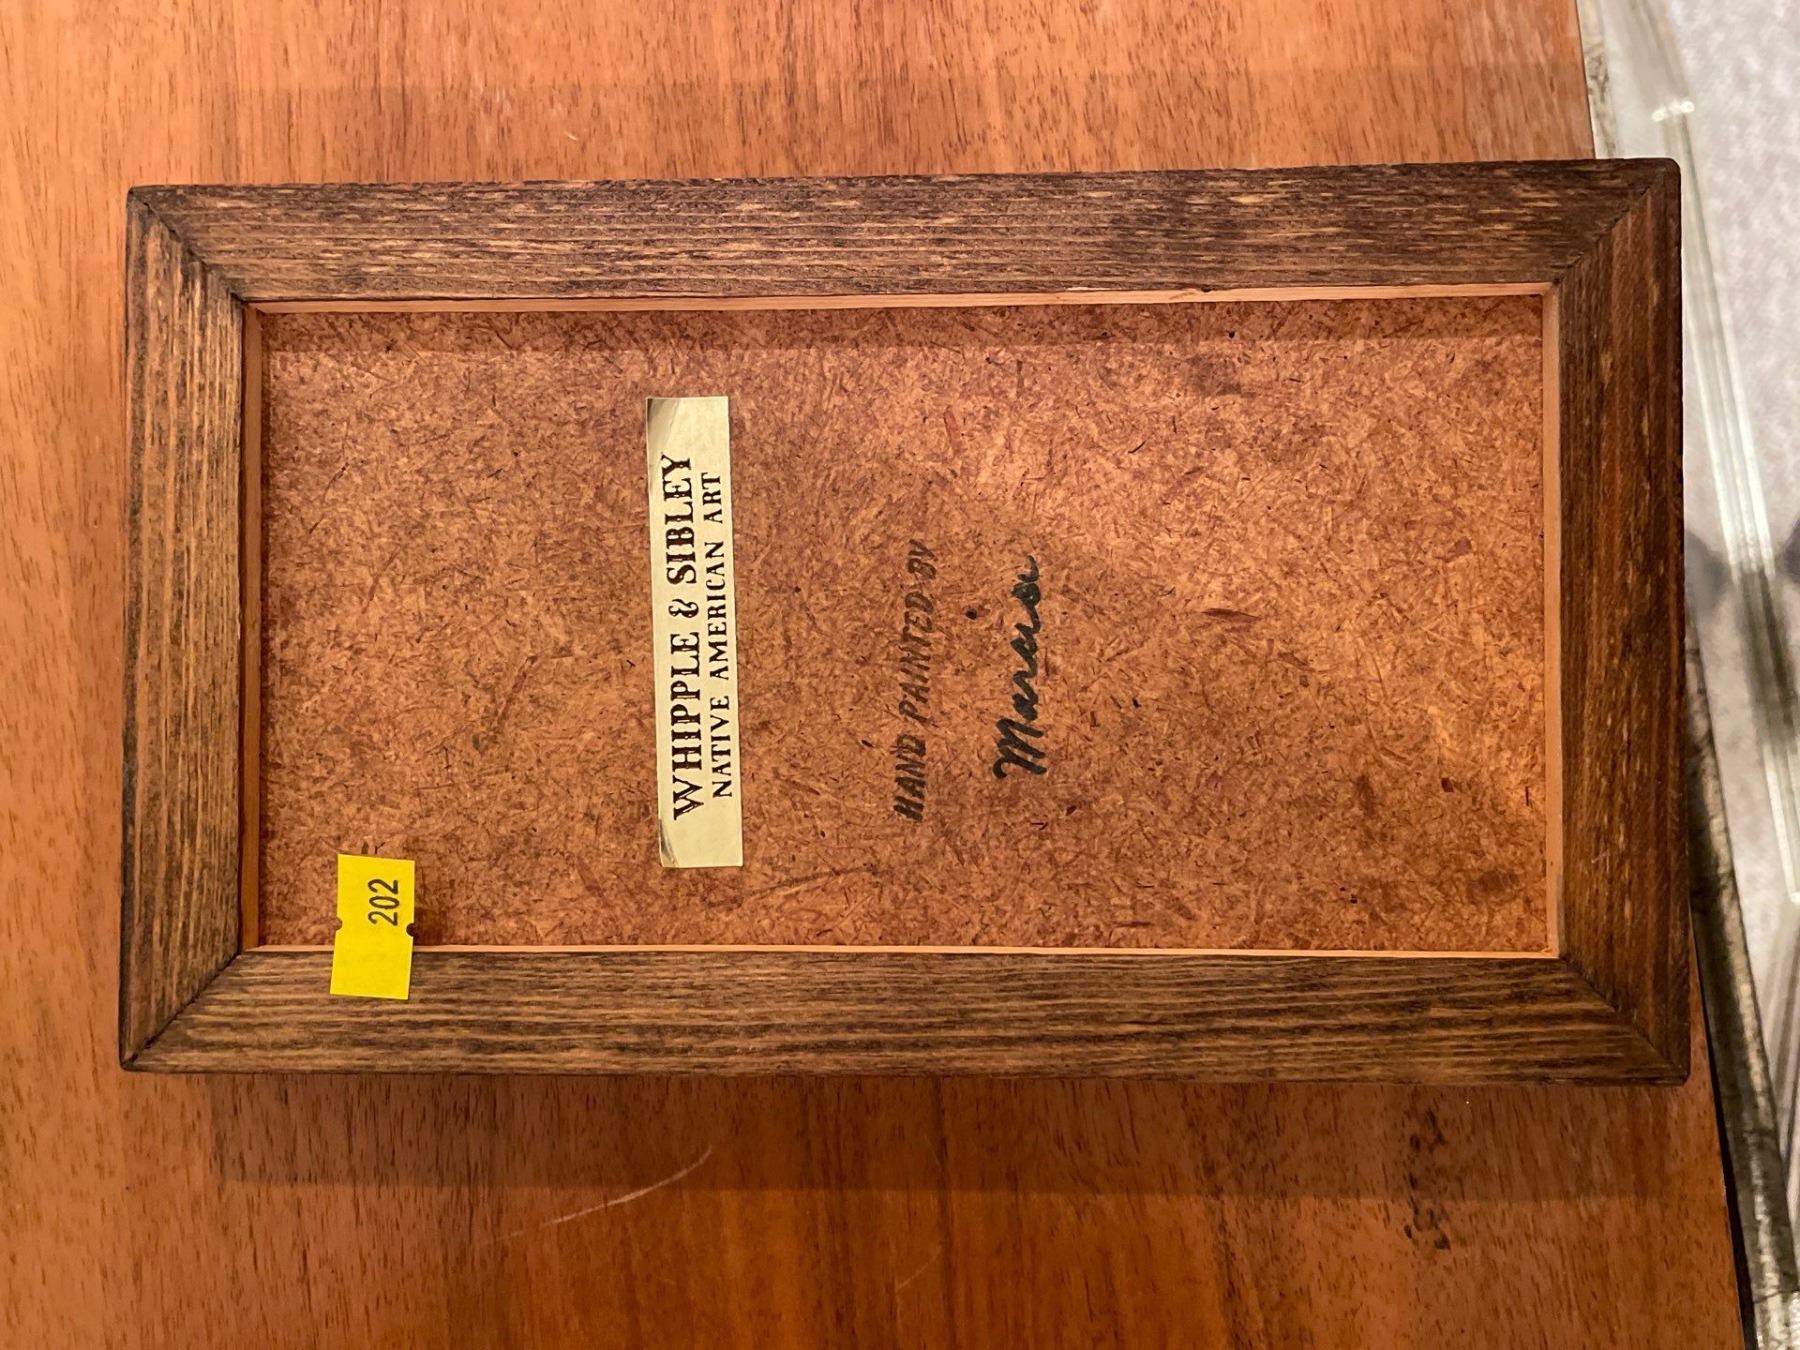 202
WHIPPLE & SIBLEY
NATIVE AMERICAN ART
HAND PAINTED BY